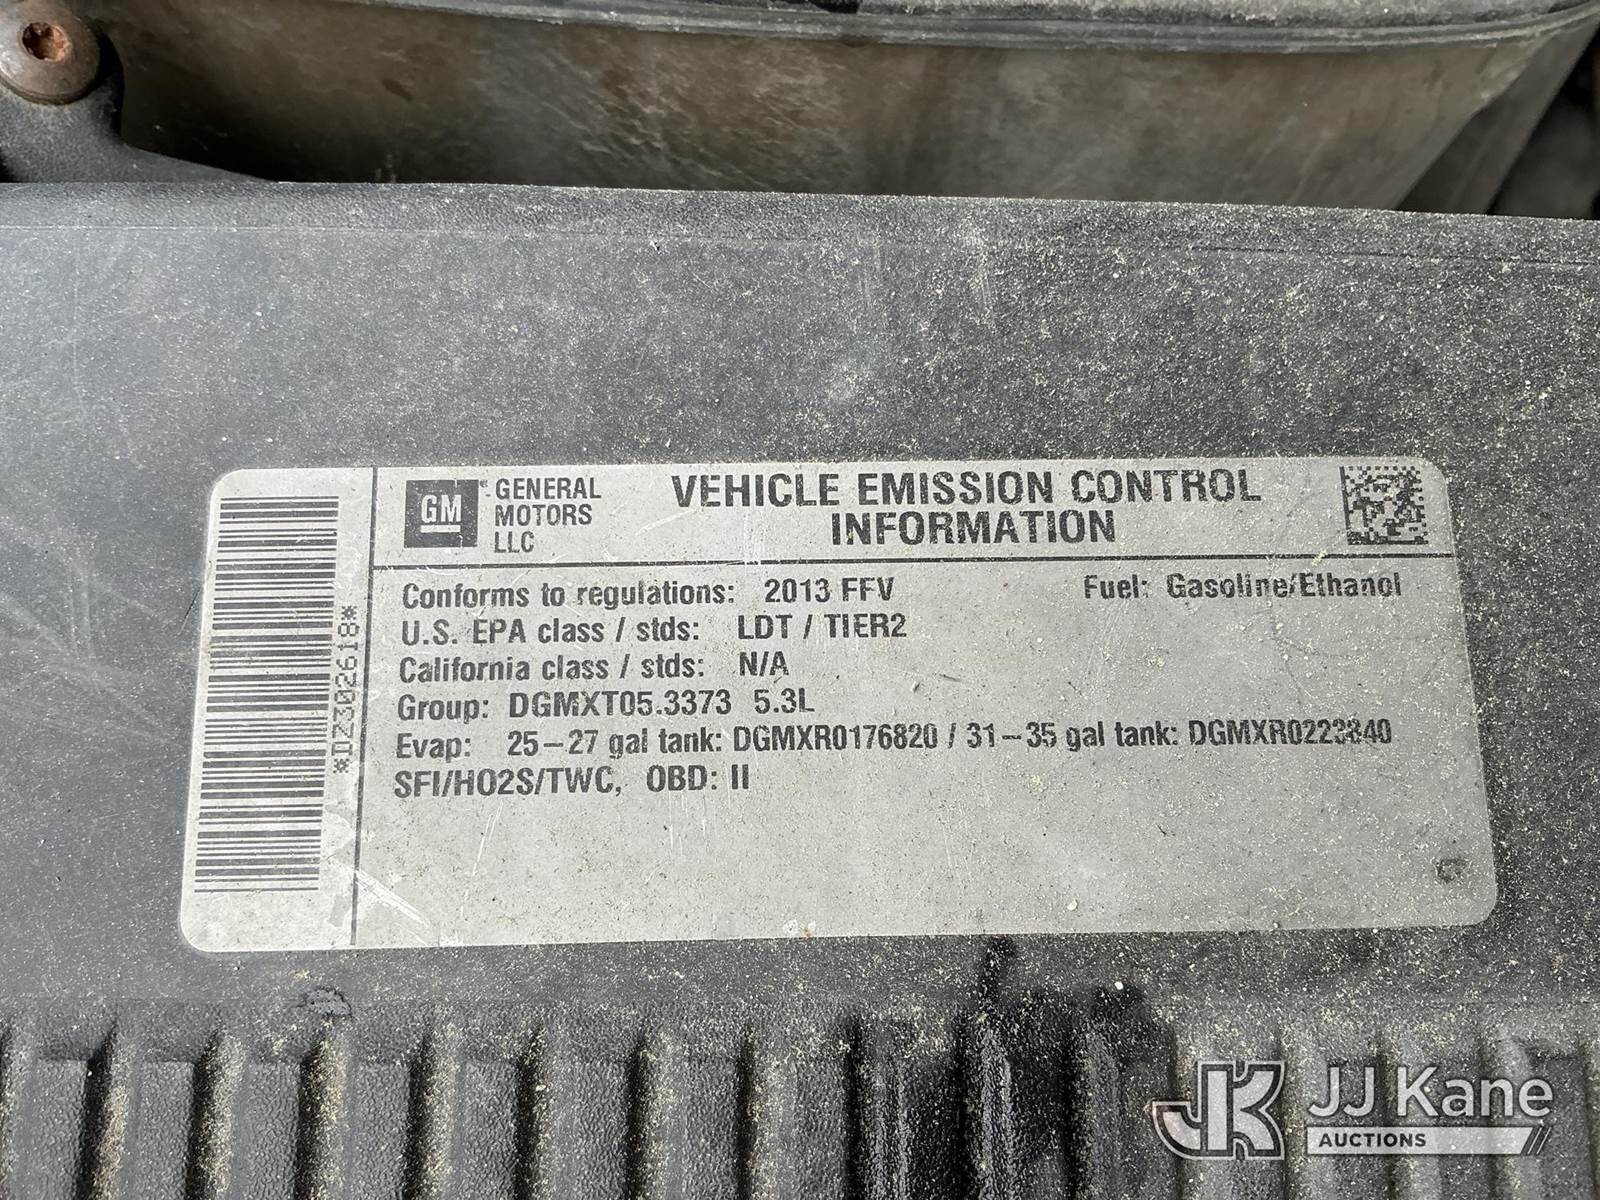 GM GENERAL MOTORS LLC
VEHICLE EMISSION CONTROL
INFORMATION
Conforms to regulations: 2013 FFV Fuel: Gasoline/Ethanol
U.S. EPA class / stds: LDT / TIER2
California class / stds: N/A
Group: DGMXT05.3373 5.3L
Evap: 25-27 gal tank: DGMXR0176820 / 31-35 gal tank: DGMXR0223840
SFI/HO2S/TWC, OBD: II
*DZ302618*
JK JJ Kane
AUCTIONS